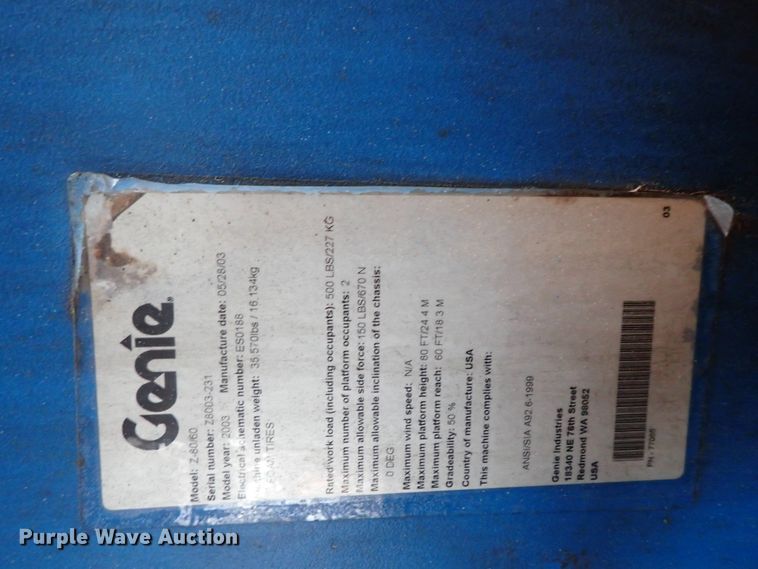 Genie
Model: Z-80/60
Serial number: Z8003-231
Model year: 2003 Manufacture date: 05/28/03
Electrical schematic number: ES0188
unladen weight: 35,570lbs / 16,134kg
TIRES
Rated work load (including occupants): 500 LBS/227 KG
Maximum number of platform occupants: 2
Maximum allowable side force: 150 LBS/670 N
Maximum allowable inclination of the chassis:
0 DEG
Maximum wind speed: N/A
Maximum platform height: 80 FT/24.4 M
Maximum platform reach: 60 FT/18.3 M
Gradeability: 50 %
Country of manufacture: USA
This machine complies with:
ANSI/SIA A92.6-1999
Genie Industries
18340 NE 76th Street
Redmond WA 98052
USA
PN - 77055
03
Purple Wave Auction